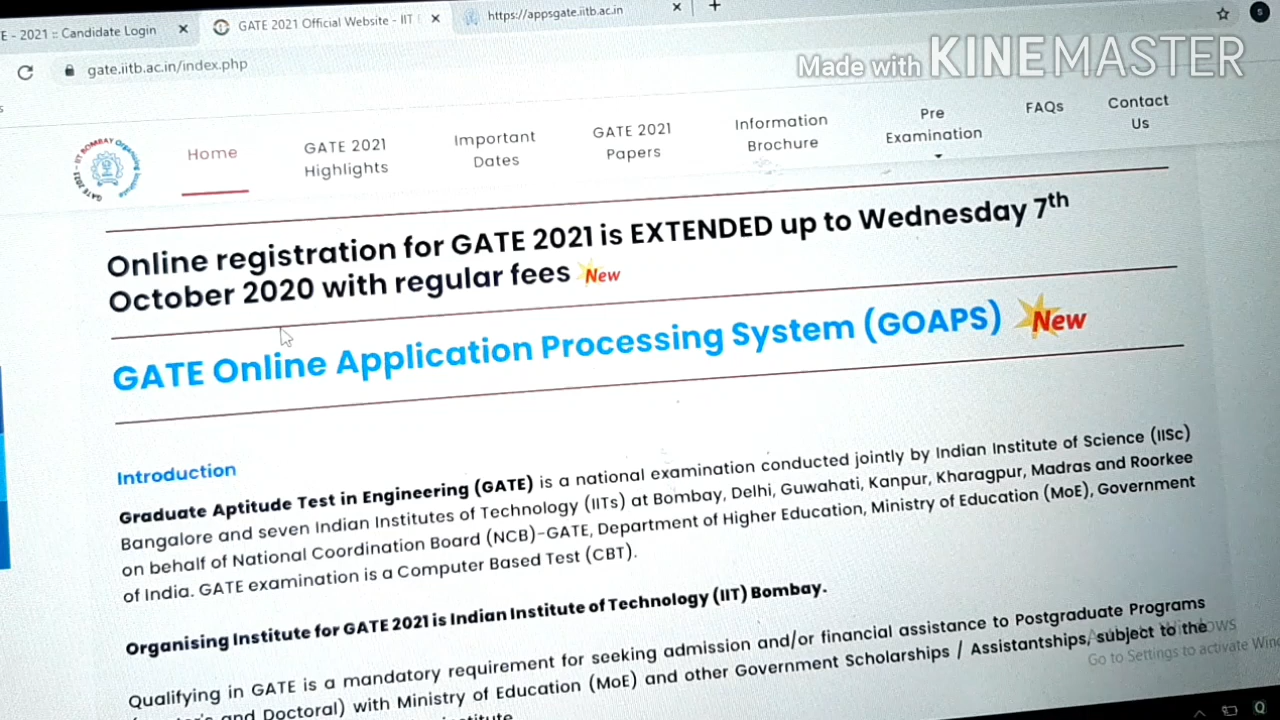 E - 2021 :: Candidate Login
GATE 2021 Official Website - IIT
https://appsgate.iitb.ac.in
gate.iitb.ac.in/index.php
Made with KINEMASTER
Home
GATE 2021
Highlights
Important
Dates
GATE 2021
Papers
Information
Brochure
Pre
Examination
FAQs
Contact
Us
Online registration for GATE 2021 is EXTENDED up to Wednesday 7th
October 2020 with regular fees New
GATE Online Application Processing System (GOAPS) New
Introduction
Graduate Aptitude Test in Engineering (GATE) is a national examination conducted jointly by Indian Institute of Science (IISc)
Bangalore and seven Indian Institutes of Technology (IITs) at Bombay, Delhi, Guwahati, Kanpur, Kharagpur, Madras and Roorkee
on behalf of National Coordination Board (NCB)-GATE, Department of Higher Education, Ministry of Education (MoE), Government
of India. GATE examination is a Computer Based Test (CBT).
Organising Institute for GATE 2021 is Indian Institute of Technology (IIT) Bombay.
Qualifying in GATE is a mandatory requirement for seeking admission and/or financial assistance to Postgraduate Programs
and Doctoral) with Ministry of Education (MoE) and other Government Scholarships / Assistantships, subject to the
Go to Settings to activate Win